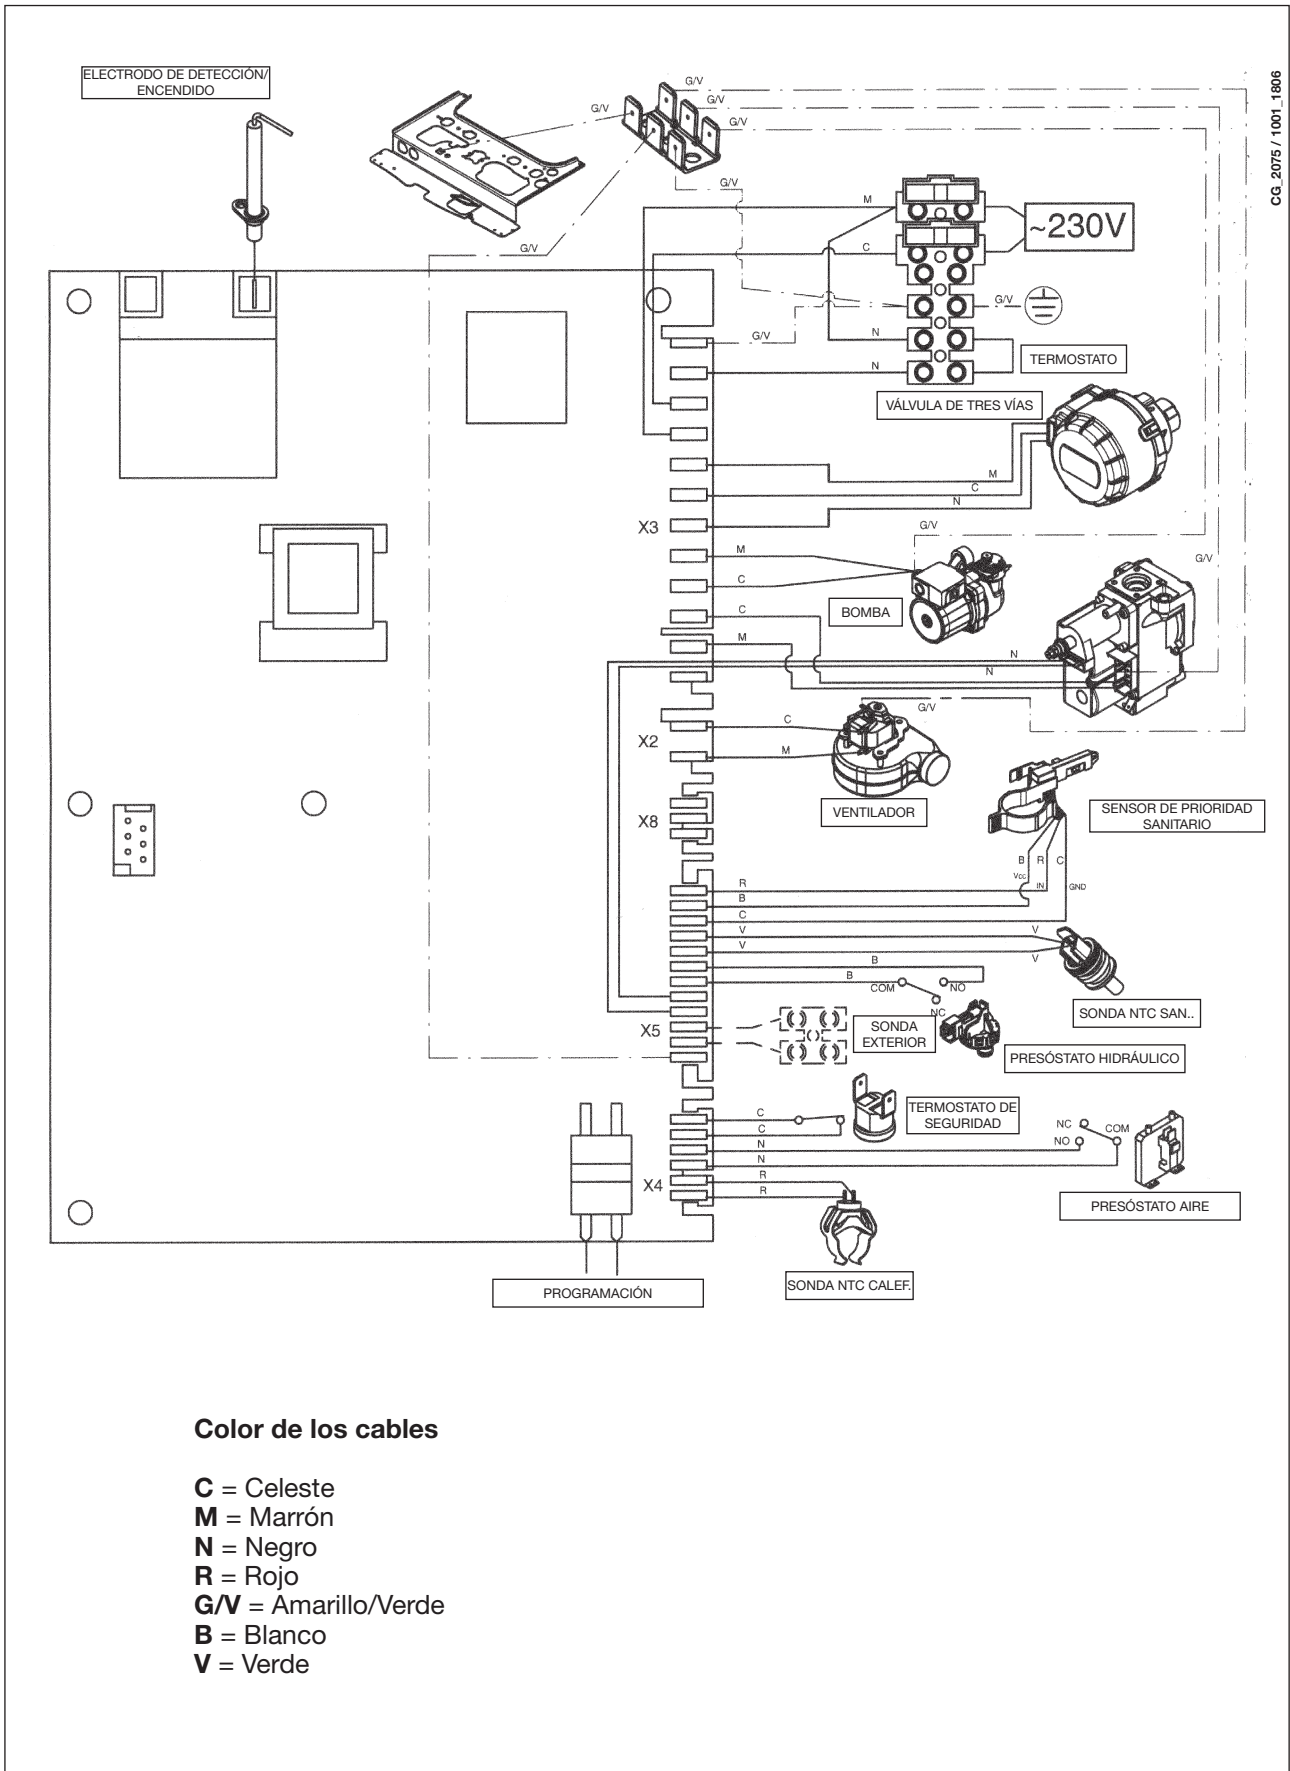 ELECTRODO DE DETECCIÓN/
ENCENDIDO
G/V
G/V
G/V
G/V
G/V
G/V
CG_2075 / 1001_1806
M
~230V
C
G/V
G/V
N
TERMOSTATO
N
VÁLVULA DE TRES VÍAS
M
C
N
X3
G/V
M
G/V
C
BOMBA
C
M
N
N
G/V
C
X2
M
VENTILADOR
SENSOR DE PRIORIDAD
SANITARIO
X8
B R C
Vcc
IN
GND
R
B
C
V
V
V
V
B
B
COM
NO
NC
SONDA NTC SAN..
X5
SONDA
EXTERIOR
PRESÓSTATO HIDRÁULICO
TERMOSTATO DE
SEGURIDAD
C
C
N
N
NC
COM
NO
R
R
X4
PRESÓSTATO AIRE
SONDA NTC CALEF.
PROGRAMACIÓN
Color de los cables
C = Celeste
M = Marrón
N = Negro
R = Rojo
G/V = Amarillo/Verde
B = Blanco
V = Verde